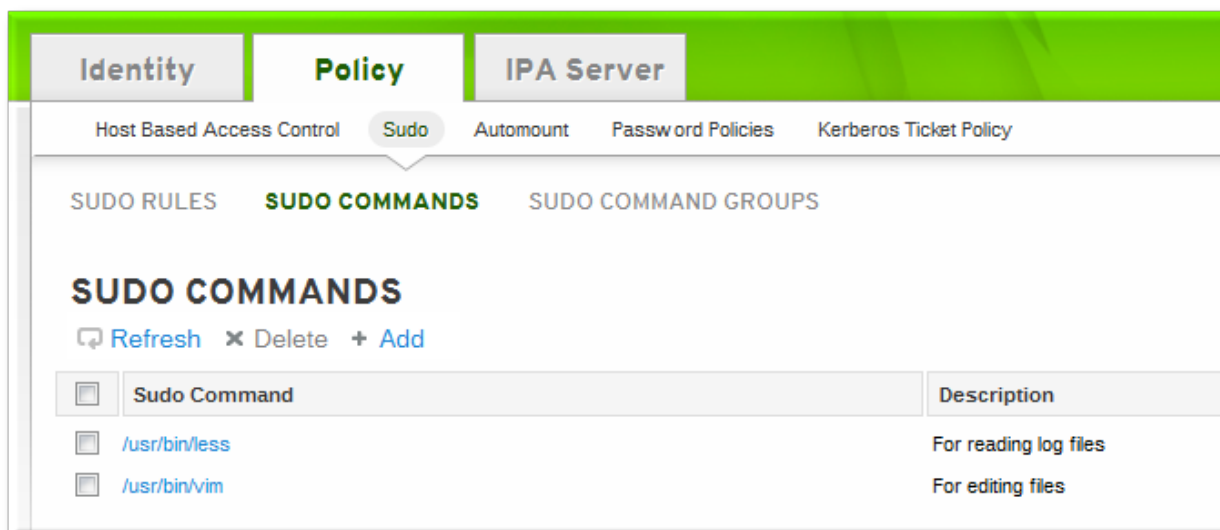 Identity Policy IPA Server
Host Based Access Control Sudo Automount Password Policies Kerberos Ticket Policy
SUDO RULES SUDO COMMANDS SUDO COMMAND GROUPS
SUDO COMMANDS
Refresh Delete + Add
Sudo Command Description
/usr/bin/less For reading log files
/usr/bin/vim For editing files